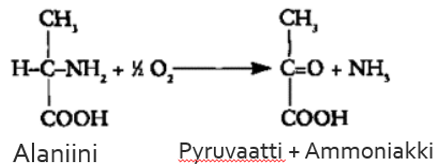 CH₃ CH₃
H-C-NH₂ + ½ O₂ → C=O + NH₃
COOH COOH
Alaniini Pyruvaatti + Ammoniakki